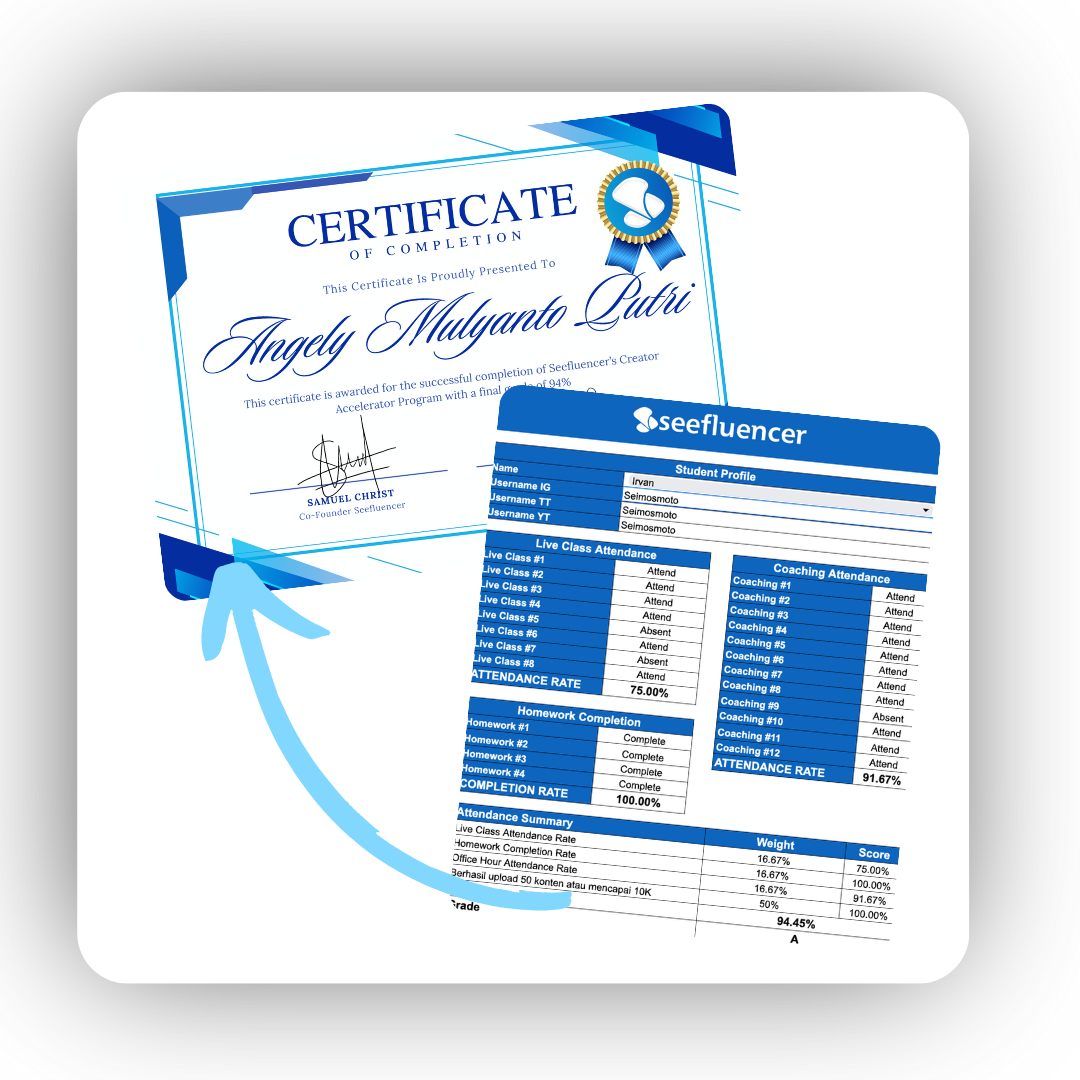 CERTIFICATE
OF COMPLETION
This Certificate Is Proudly Presented To
Angely Mulyanto Putri
This certificate is awarded for the successful completion of Seefluencer's Creator
Accelerator Program with a final of 94%
SAMUEL CHRIST
Co-Founder Seefluencer
seefluencer
Student Profile
Name Irvan
Username IG Seimosmoto
Username TT Seimosmoto
Username YT Seimosmoto
Live Class Attendance
Live Class #1 Attend
Live Class #2 Attend
Live Class #3 Attend
Live Class #4 Attend
Live Class #5 Absent
Live Class #6 Attend
Live Class #7 Absent
Live Class #8 Attend
ATTENDANCE RATE 75.00%
Coaching Attendance
Coaching #1 Attend
Coaching #2 Attend
Coaching #3 Attend
Coaching #4 Attend
Coaching #5 Attend
Coaching #6 Attend
Coaching #7 Attend
Coaching #8 Attend
Coaching #9 Absent
Coaching #10 Attend
Coaching #11 Attend
Coaching #12 Attend
ATTENDANCE RATE 91.67%
Homework Completion
Homework #1 Complete
Homework #2 Complete
Homework #3 Complete
Homework #4 Complete
COMPLETION RATE 100.00%
Attendance Summary Weight Score
Live Class Attendance Rate 16.67% 75.00%
Homework Completion Rate 16.67% 100.00%
Office Hour Attendance Rate 16.67% 91.67%
Berhasil upload 50 konten atau mencapai 10K 50% 100.00%
94.45%
Grade A